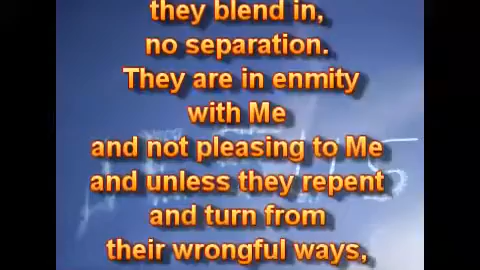 they blend in,
no separation.
They are in enmity
with Me
and not pleasing to Me
and unless they repent
and turn from
their wrongful ways,